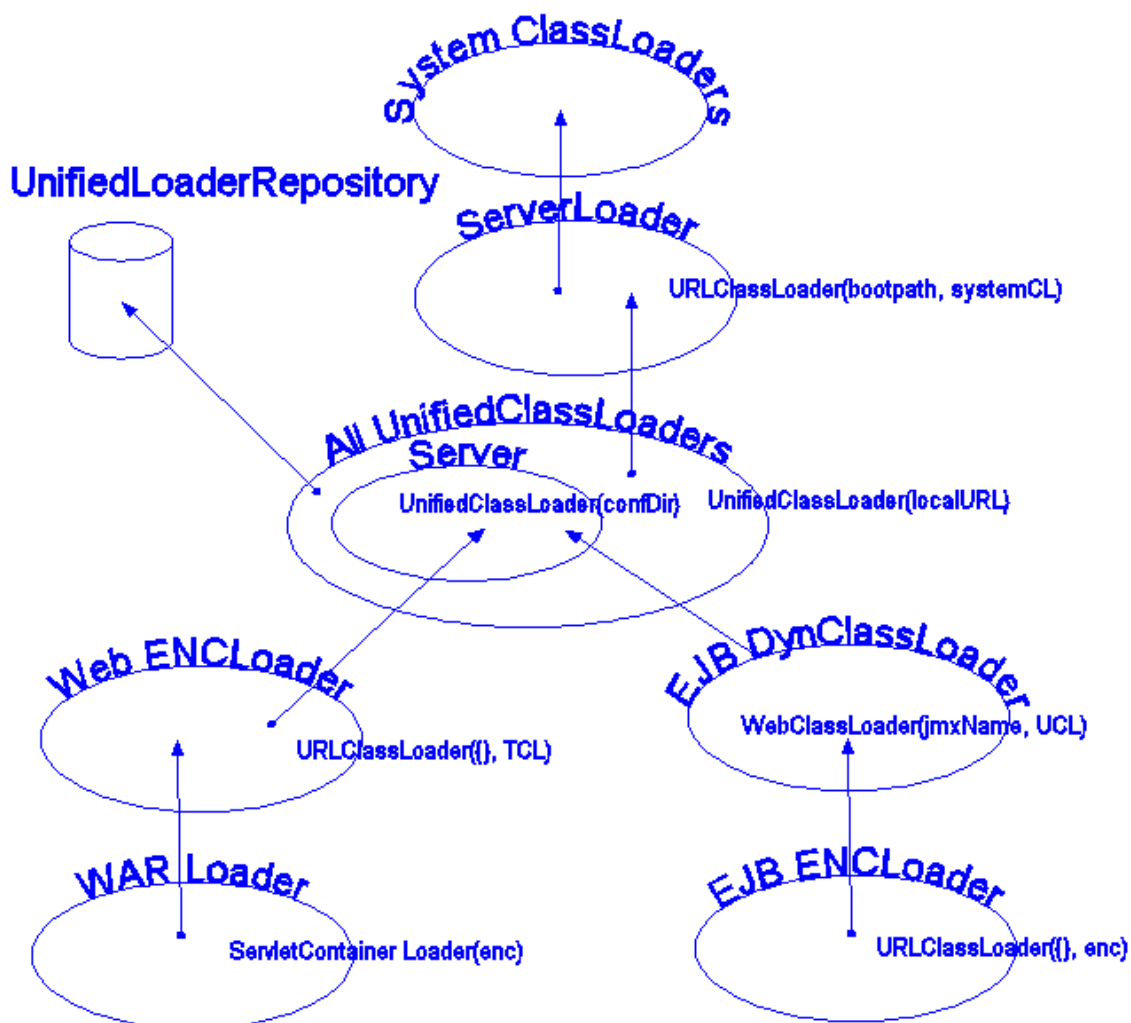 System ClassLoaders
UnifiedLoaderRepository
ServerLoader
URLClassLoader(bootpath, systemCL)
All UnifiedClassLoaders
Server
UnifiedClassLoader(confDir)
UnifiedClassLoader(localURL)
Web ENCLoader
URLClassLoader({}, TCL)
EJB DynClassLoader
WebClassLoader(jmxName, UCL)
WAR Loader
ServletContainer Loader(enc)
EJB ENCLoader
URLClassLoader({}, enc)